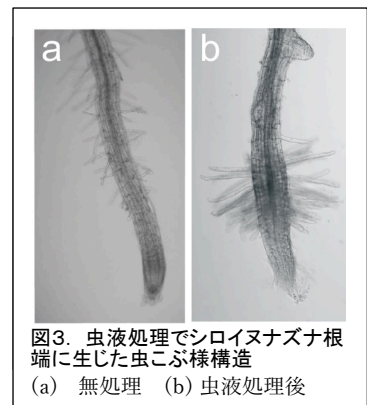 a
b
図3. 虫液処理でシロイヌナズナ根
端に生じた虫こぶ様構造
(a) 無処理 (b) 虫液処理後